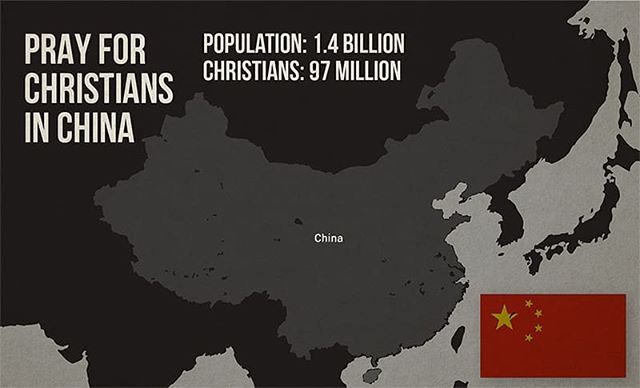 PRAY FOR
CHRISTIANS
IN CHINA
POPULATION: 1.4 BILLION
CHRISTIANS: 97 MILLION
China